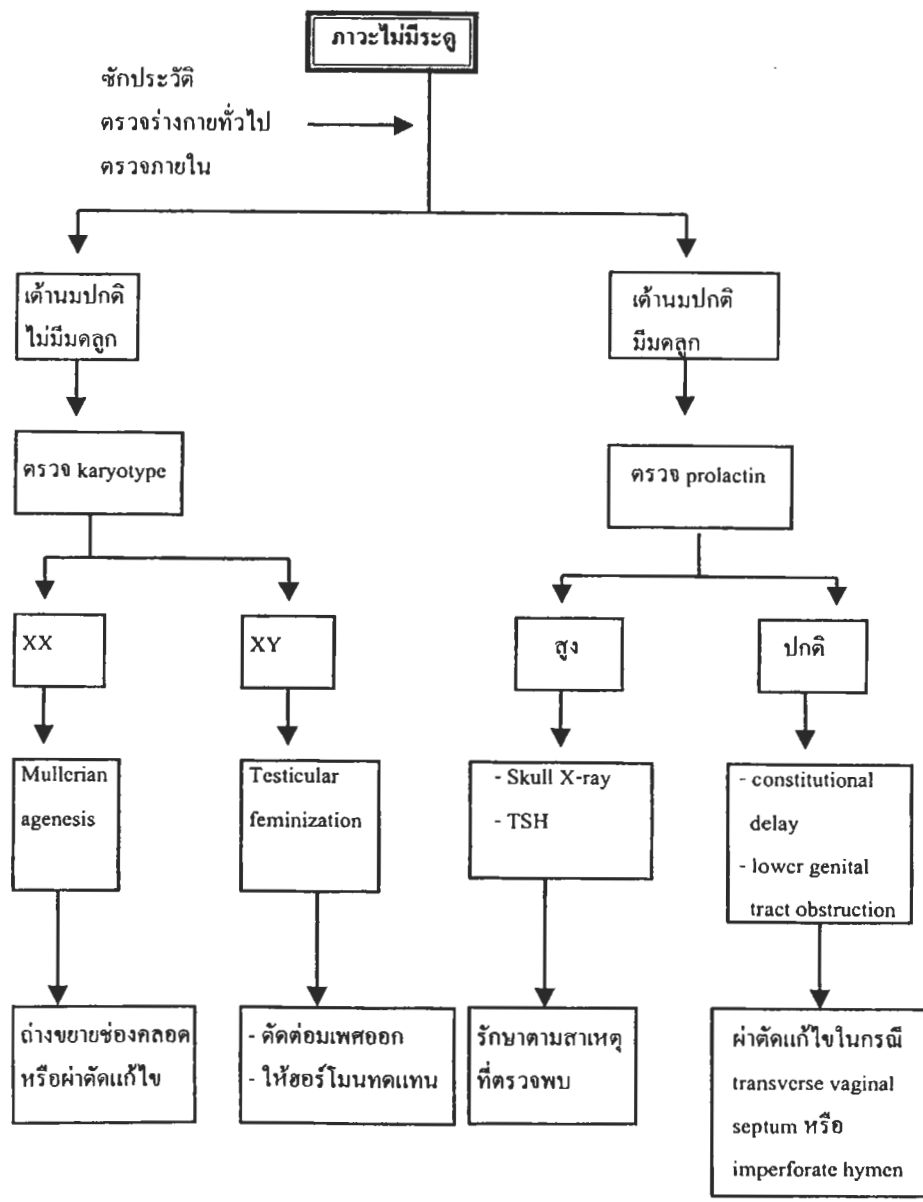 ภาวะไม่มีระดู
ซักประวัติ
ตรวจร่างกายทั่วไป
ตรวจภายใน
เต้านมปกติ
ไม่มีมดลูก
เต้านมปกติ
มีมดลูก
ตรวจ karyotype
ตรวจ prolactin
XX
XY
สูง
ปกติ
Mullerian
agenesis
Testicular
feminization
- Skull X-ray
- TSH
- constitutional
delay
- lower genital
tract obstruction
ถ่างขยายช่องคลอด
หรือผ่าตัดแก้ไข
- ตัดต่อมเพศออก
- ให้ฮอร์โมนทดแทน
รักษาตามสาเหตุ
ที่ตรวจพบ
ผ่าตัดแก้ไขในกรณี
transverse vaginal
septum หรือ
imperforate hymen